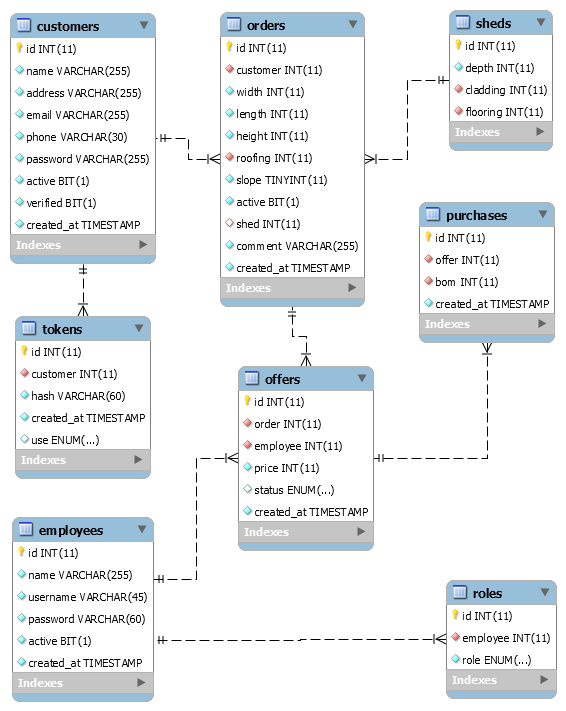 customers
id INT(11)
name VARCHAR(255)
address VARCHAR(255)
email VARCHAR(255)
phone VARCHAR(30)
password VARCHAR(255)
active BIT(1)
verified BIT(1)
created_at TIMESTAMP
Indexes
orders
id INT(11)
customer INT(11)
width INT(11)
length INT(11)
height INT(11)
roofing INT(11)
slope TINYINT(11)
active BIT(1)
shed INT(11)
comment VARCHAR(255)
created_at TIMESTAMP
Indexes
sheds
id INT(11)
depth INT(11)
cladding INT(11)
flooring INT(11)
Indexes
purchases
id INT(11)
offer INT(11)
bom INT(11)
created_at TIMESTAMP
Indexes
tokens
id INT(11)
customer INT(11)
hash VARCHAR(60)
created_at TIMESTAMP
use ENUM(...)
Indexes
offers
id INT(11)
order INT(11)
employee INT(11)
price INT(11)
status ENUM(...)
created_at TIMESTAMP
Indexes
employees
id INT(11)
name VARCHAR(255)
username VARCHAR(45)
password VARCHAR(60)
active BIT(1)
created_at TIMESTAMP
Indexes
roles
id INT(11)
employee INT(11)
role ENUM(...)
Indexes